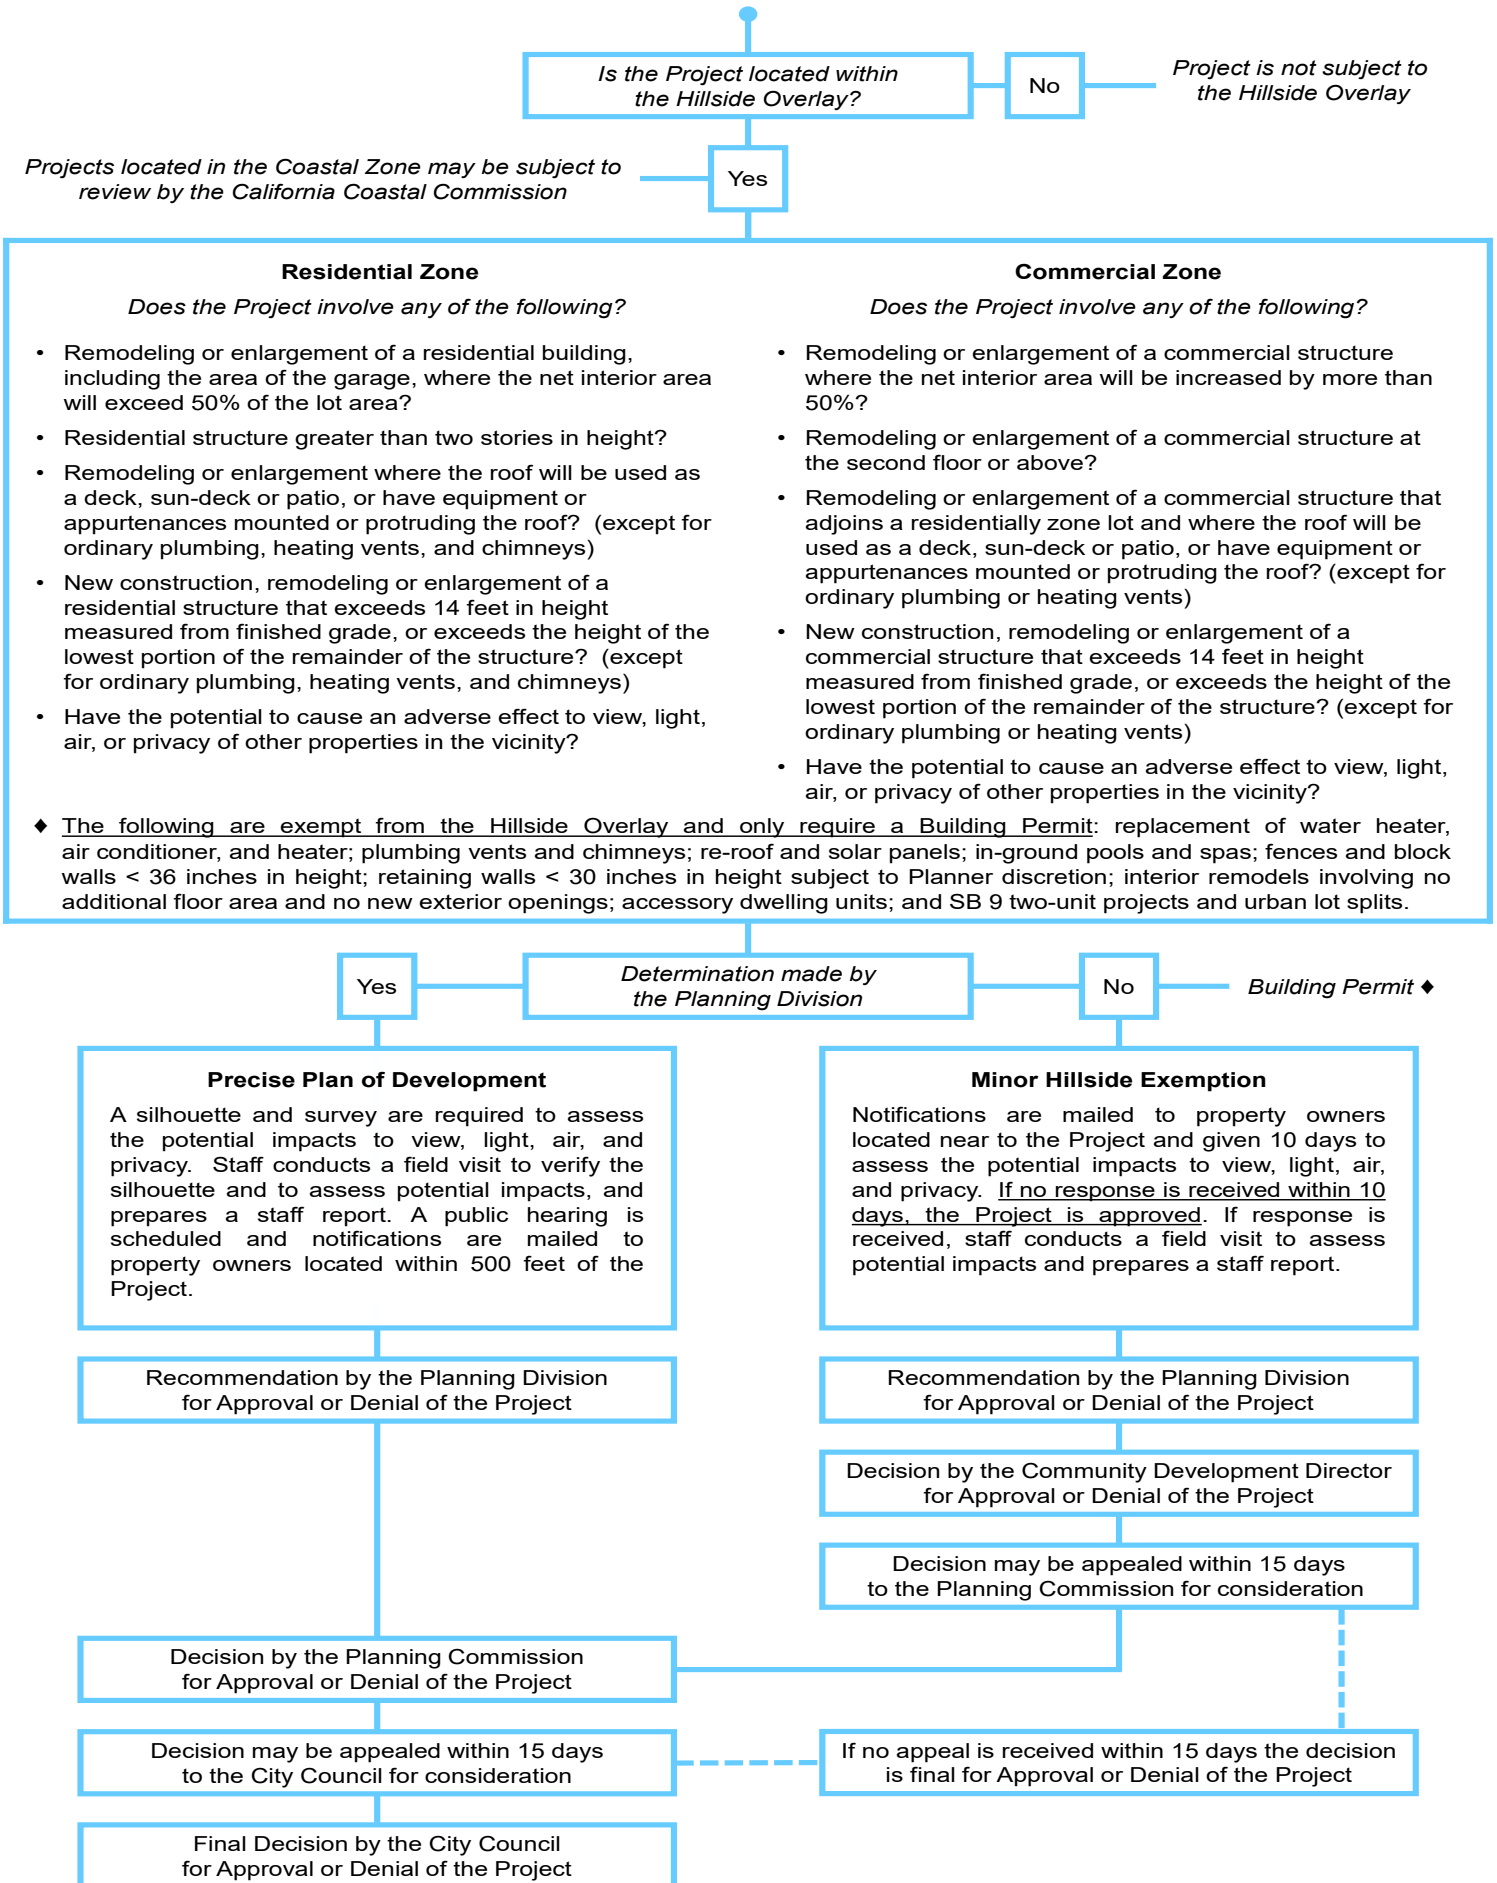 Is the Project located within
the Hillside Overlay?
No
Project is not subject to
the Hillside Overlay
Projects located in the Coastal Zone may be subject to
review by the California Coastal Commission
Yes
Residential Zone
Does the Project involve any of the following?
• Remodeling or enlargement of a residential building,
including the area of the garage, where the net interior area
will exceed 50% of the lot area?
• Residential structure greater than two stories in height?
• Remodeling or enlargement where the roof will be used as
a deck, sun-deck or patio, or have equipment or
appurtenances mounted or protruding the roof? (except for
ordinary plumbing, heating vents, and chimneys)
• New construction, remodeling or enlargement of a
residential structure that exceeds 14 feet in height
measured from finished grade, or exceeds the height of the
lowest portion of the remainder of the structure? (except
for ordinary plumbing, heating vents, and chimneys)
• Have the potential to cause an adverse effect to view, light,
air, or privacy of other properties in the vicinity?
Commercial Zone
Does the Project involve any of the following?
• Remodeling or enlargement of a commercial structure
where the net interior area will be increased by more than
50%?
• Remodeling or enlargement of a commercial structure at
the second floor or above?
• Remodeling or enlargement of a commercial structure that
adjoins a residentially zone lot and where the roof will be
used as a deck, sun-deck or patio, or have equipment or
appurtenances mounted or protruding the roof? (except for
ordinary plumbing or heating vents)
• New construction, remodeling or enlargement of a
commercial structure that exceeds 14 feet in height
measured from finished grade, or exceeds the height of the
lowest portion of the remainder of the structure? (except for
ordinary plumbing or heating vents)
• Have the potential to cause an adverse effect to view, light,
air, or privacy of other properties in the vicinity?
♦ The following are exempt from the Hillside Overlay and only require a Building Permit: replacement of water heater,
air conditioner, and heater; plumbing vents and chimneys; re-roof and solar panels; in-ground pools and spas; fences and block
walls < 36 inches in height; retaining walls < 30 inches in height subject to Planner discretion; interior remodels involving no
additional floor area and no new exterior openings; accessory dwelling units; and SB 9 two-unit projects and urban lot splits.
Yes
Determination made by
the Planning Division
No
Building Permit ♦
Precise Plan of Development
A silhouette and survey are required to assess
the potential impacts to view, light, air, and
privacy. Staff conducts a field visit to verify the
silhouette and to assess potential impacts, and
prepares a staff report. A public hearing is
scheduled and notifications are mailed to
property owners located within 500 feet of the
Project.
Minor Hillside Exemption
Notifications are mailed to property owners
located near to the Project and given 10 days to
assess the potential impacts to view, light, air,
and privacy. If no response is received within 10
days, the Project is approved. If response is
received, staff conducts a field visit to assess
potential impacts and prepares a staff report.
Recommendation by the Planning Division
for Approval or Denial of the Project
Recommendation by the Planning Division
for Approval or Denial of the Project
Decision by the Community Development Director
for Approval or Denial of the Project
Decision may be appealed within 15 days
to the Planning Commission for consideration
Decision by the Planning Commission
for Approval or Denial of the Project
Decision may be appealed within 15 days
to the City Council for consideration
If no appeal is received within 15 days the decision
is final for Approval or Denial of the Project
Final Decision by the City Council
for Approval or Denial of the Project